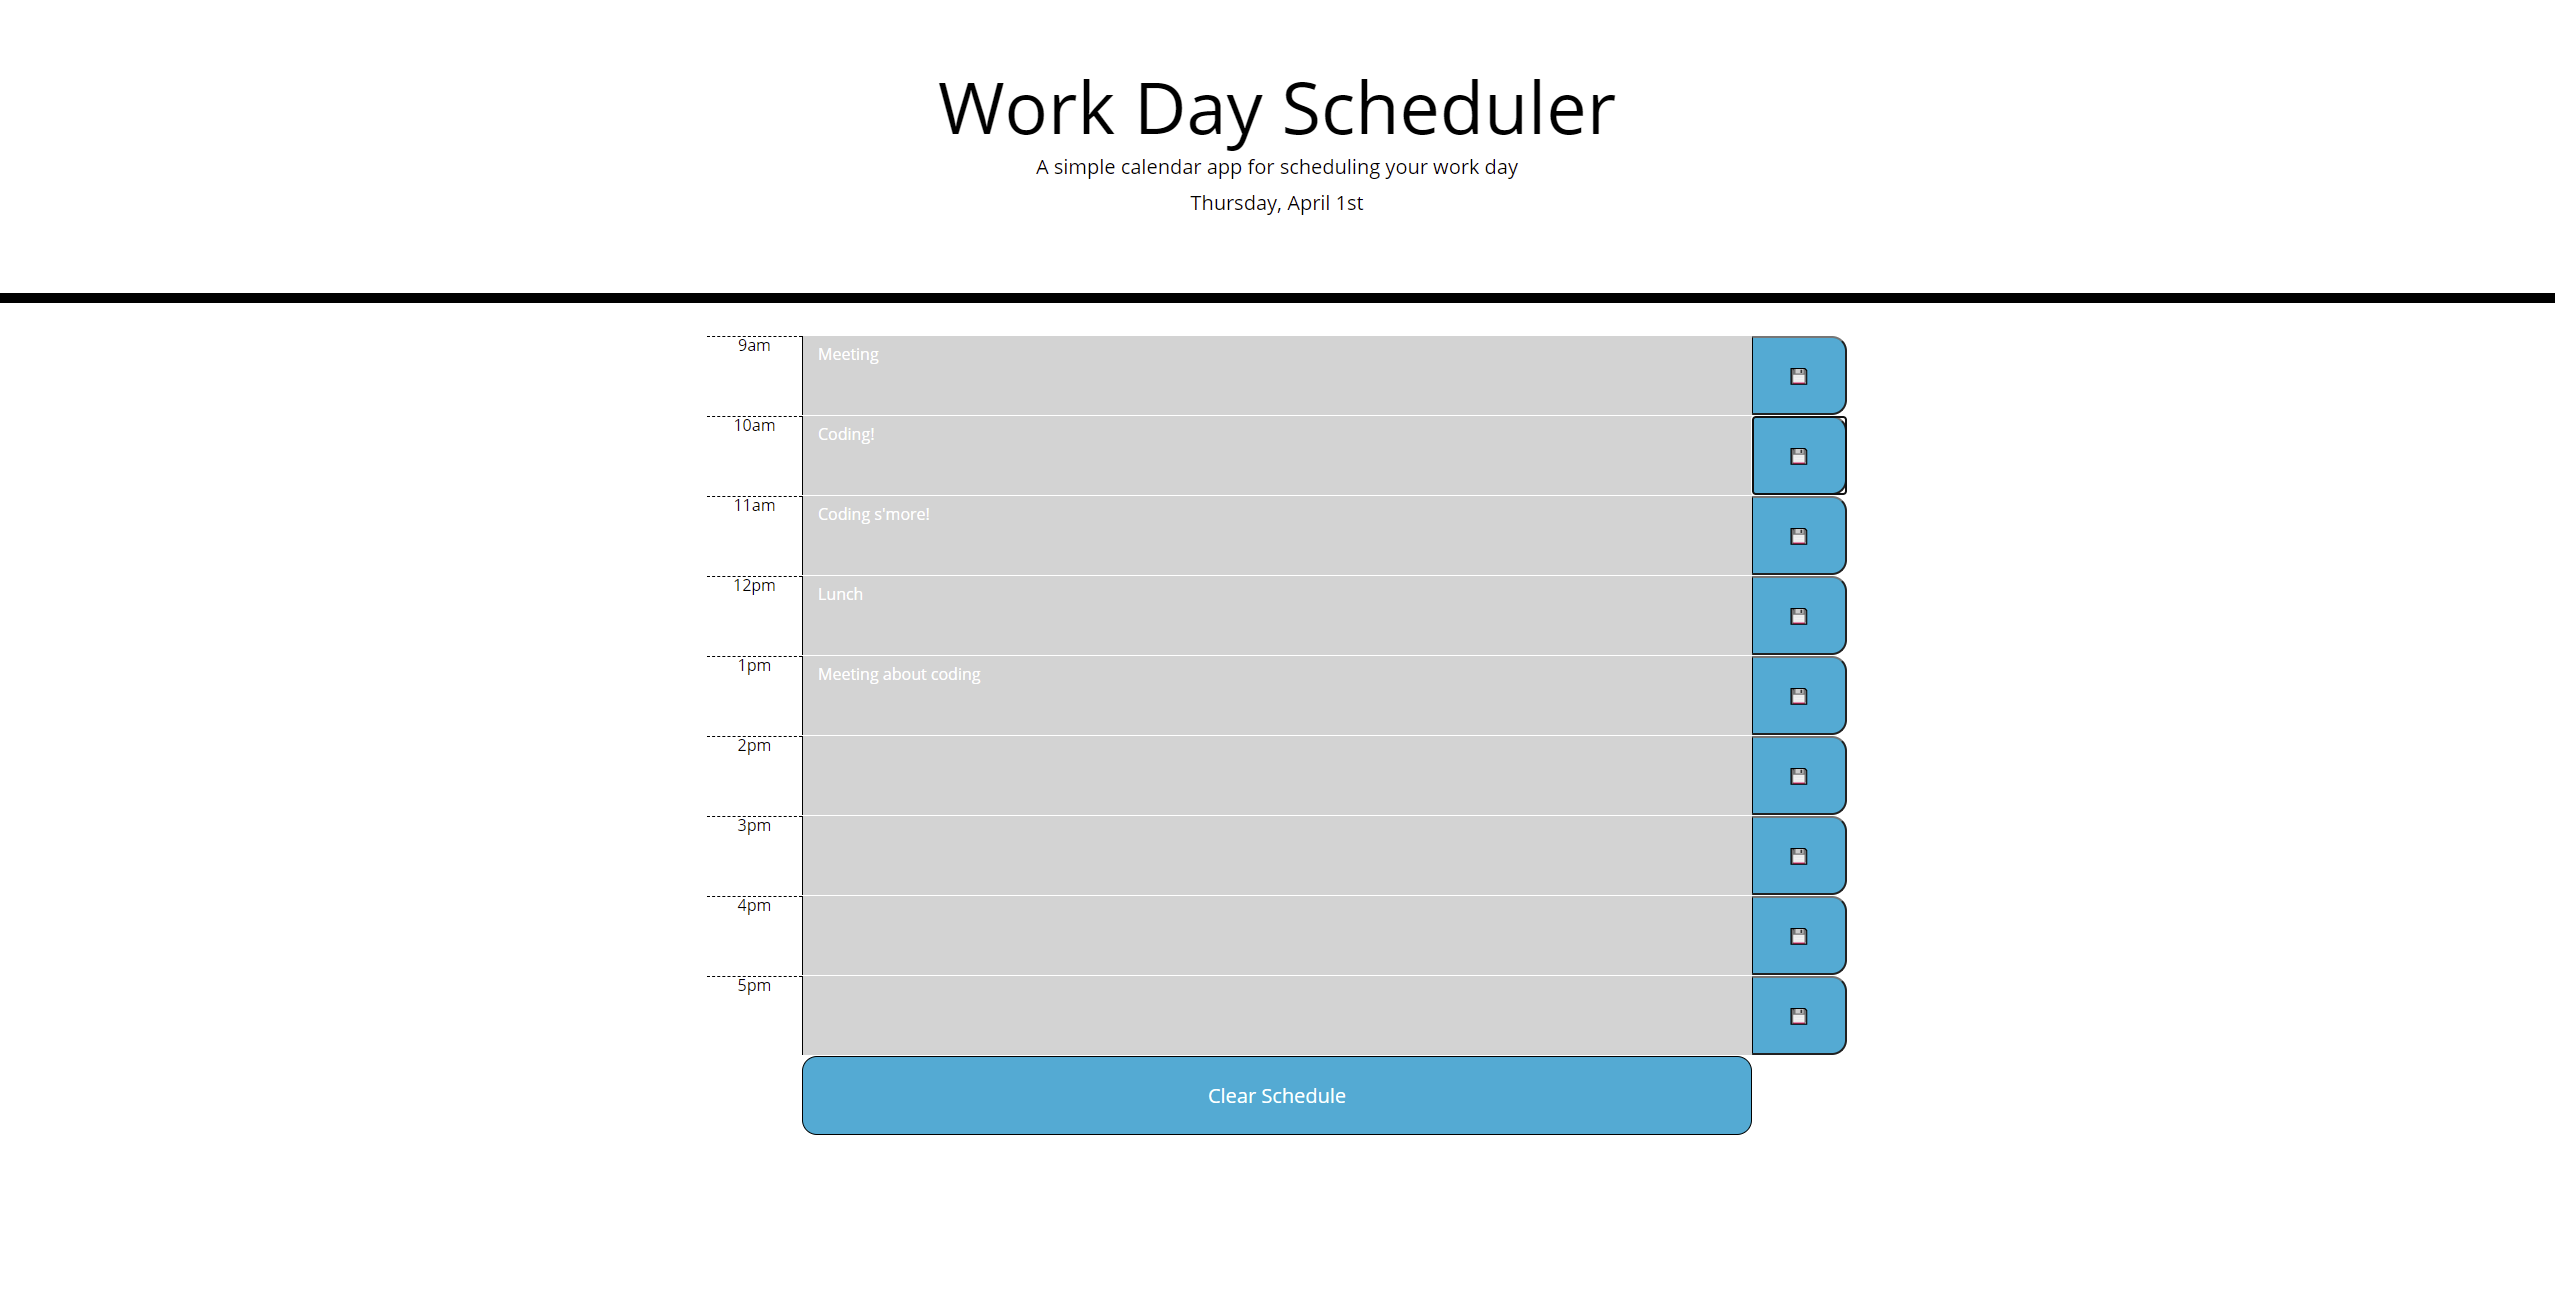 Work Day Scheduler
A simple calendar app for scheduling your work day
Thursday, April 1st
9am
Meeting
10am
Coding!
11am
Coding s'more!
12pm
Lunch
1pm
Meeting about coding
2pm
3pm
4pm
5pm
Clear Schedule